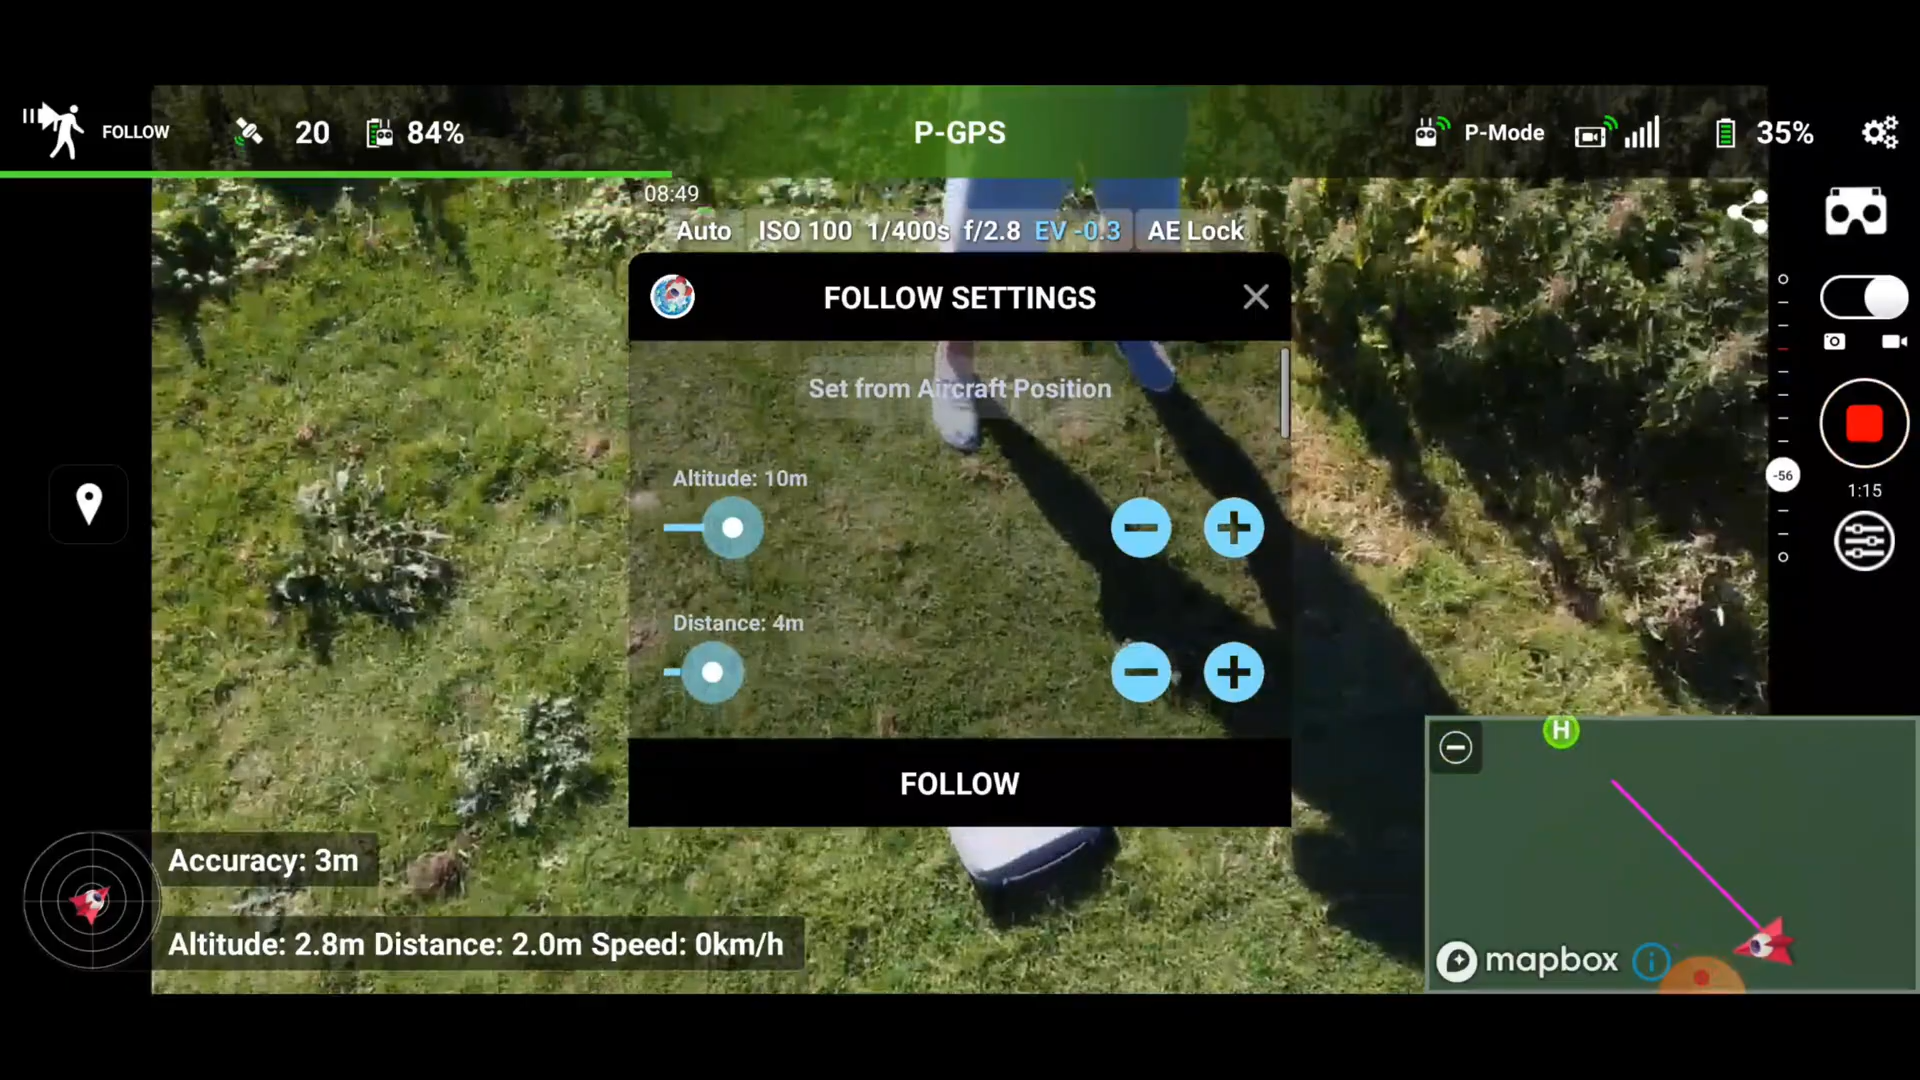 FOLLOW
20
84%
P-GPS
P-Mode
35%
08:49
Auto ISO 100 1/400s f/2.8 EV -0.3 AE Lock
FOLLOW SETTINGS
Set from Aircraft Position
Altitude: 10m
-56
1:15
Distance: 4m
H
FOLLOW
Accuracy: 3m
Altitude: 2.8m Distance: 2.0m Speed: 0km/h
mapbox